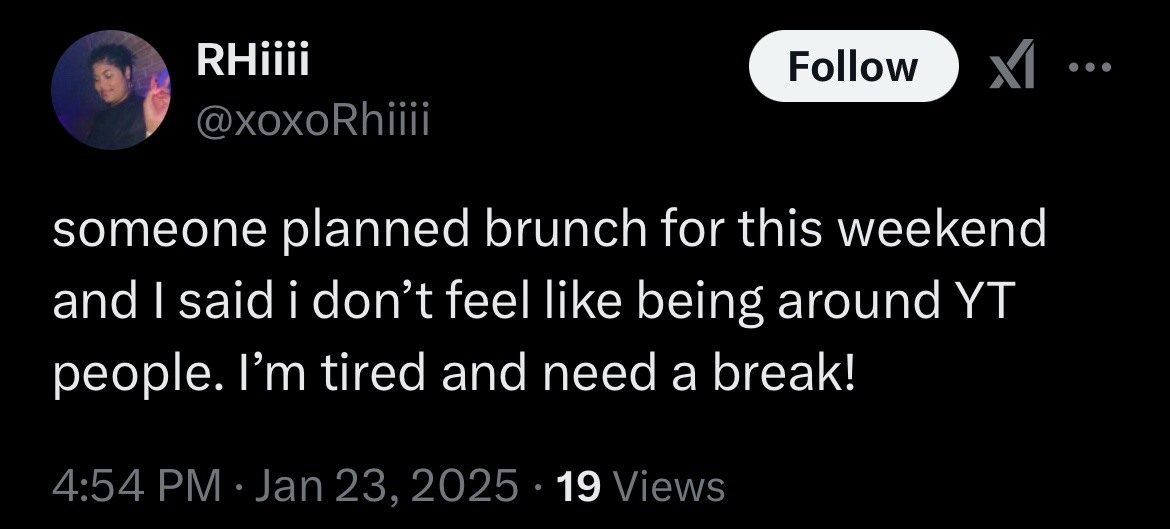 RHiiii
@xoxoRhiiii
Follow
someone planned brunch for this weekend
and I said i don’t feel like being around YT
people. I’m tired and need a break!
4:54 PM · Jan 23, 2025 · 19 Views